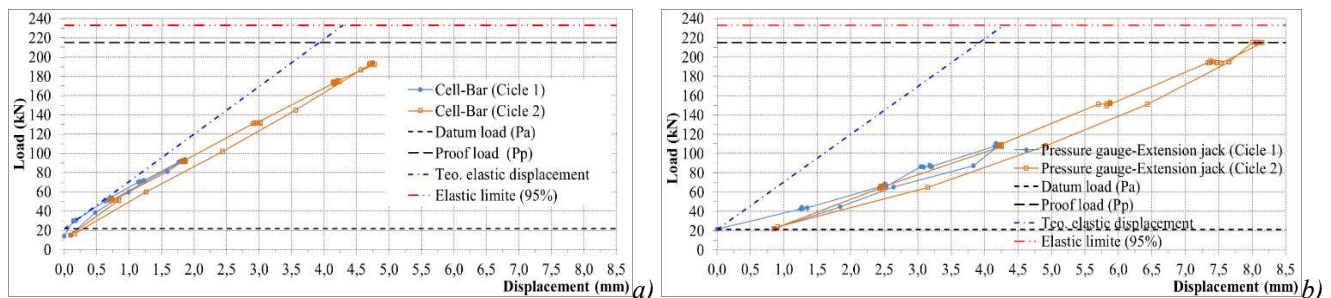 240
220
200
180
160
140
120
100
80
60
40
20
0
Load (kN)
Cell-Bar (Cicle 1)
Cell-Bar (Cicle 2)
Datum load (Pa)
Proof load (Pp)
Teo. elastic displacement
Elastic limite (95%)
0,0 0,5 1,0 1,5 2,0 2,5 3,0 3,5 4,0 4,5 5,0 5,5 6,0 6,5 7,0 7,5 8,0 8,5
Displacement (mm)
a)
240
220
200
180
160
140
120
100
80
60
40
20
0
Load (kN)
Pressure gauge-Extension jack (Cicle 1)
Pressure gauge-Extension jack (Cicle 2)
Datum load (Pa)
Proof load (Pp)
Teo. elastic displacement
Elastic limite (95%)
0,0 0,5 1,0 1,5 2,0 2,5 3,0 3,5 4,0 4,5 5,0 5,5 6,0 6,5 7,0 7,5 8,0 8,5
Displacement (mm)
b)